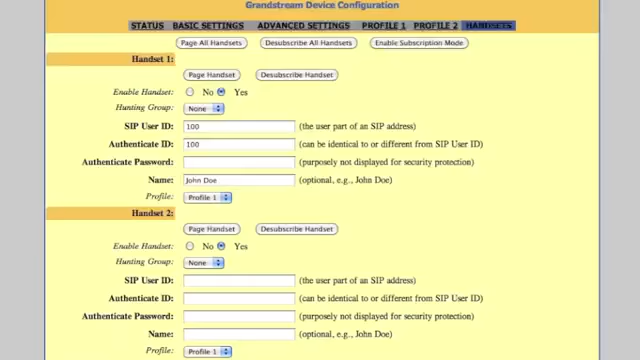 Grandstream Device Configuration
STATUS BASIC SETTINGS ADVANCED SETTINGS PROFILE 1 PROFILE 2 HANDSETS
Page All Handsets Desubscribe All Handsets Enable Subscription Mode
Handset 1:
Page Handset Desubscribe Handset
Enable Handset: No Yes
Hunting Group: None
SIP User ID: 100 (the user part of an SIP address)
Authenticate ID: 100 (can be identical to or different from SIP User ID)
Authenticate Password: (purposely not displayed for security protection)
Name: John Doe (optional, e.g., John Doe)
Profile: Profile 1
Handset 2:
Page Handset Desubscribe Handset
Enable Handset: No Yes
Hunting Group: None
SIP User ID: (the user part of an SIP address)
Authenticate ID: (can be identical to or different from SIP User ID)
Authenticate Password: (purposely not displayed for security protection)
Name: (optional, e.g., John Doe)
Profile: Profile 1